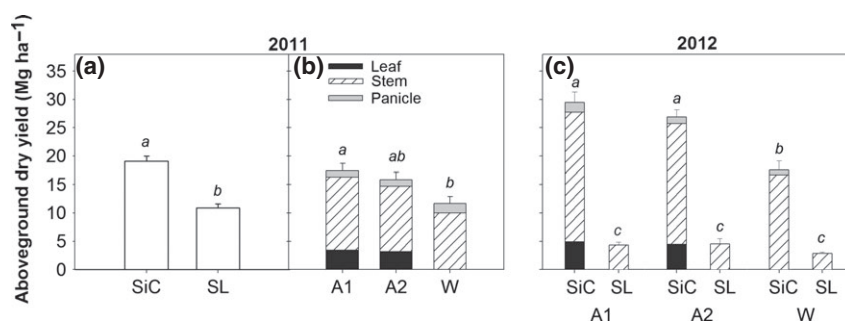 2011
2012
Aboveground dry yield (Mg ha⁻¹)
(a)
(b)
(c)
Leaf
Stem
Panicle
35
30
25
20
15
10
5
0
a
b
a
ab
b
a
c
a
c
b
c
SiC SL
A1 A2 W
SiC SL SiC SL SiC SL
A1 A2 W